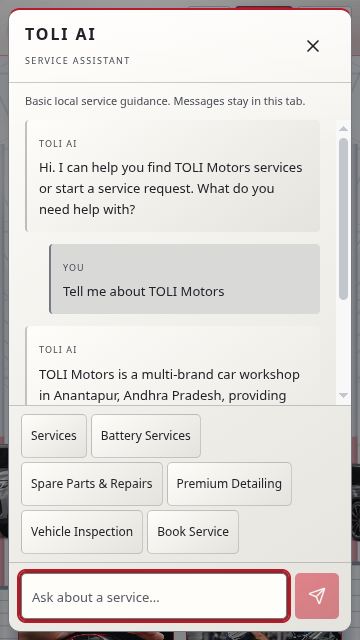 TOLI AI
SERVICE ASSISTANT
Basic local service guidance. Messages stay in this tab.
TOLI AI
Hi. I can help you find TOLI Motors services
or start a service request. What do you
need help with?
YOU
Tell me about TOLI Motors
TOLI AI
TOLI Motors is a multi-brand car workshop
in Anantapur, Andhra Pradesh, providing
Services
Battery Services
Spare Parts & Repairs
Premium Detailing
Vehicle Inspection
Book Service
Ask about a service...